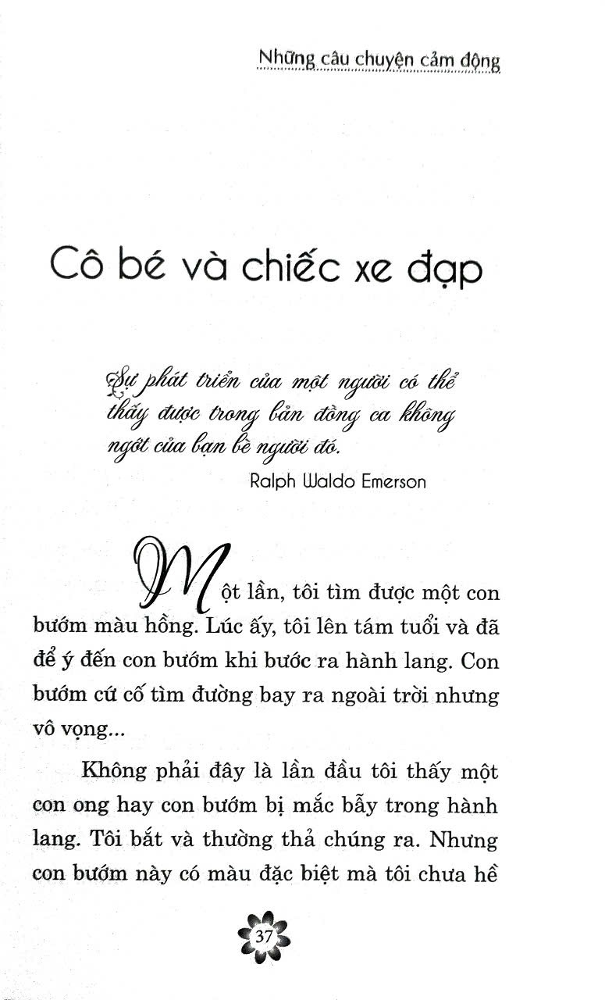 Những câu chuyện cảm động
Cô bé và chiếc xe đạp
Sự phát triển của một người có thể
thấy được trong bản đồng ca không
ngớt của bạn bè người đó.
Ralph Waldo Emerson
Một lần, tôi tìm được một con
bướm màu hồng. Lúc ấy, tôi lên tám tuổi và đã
để ý đến con bướm khi bước ra hành lang. Con
bướm cứ cố tìm đường bay ra ngoài trời nhưng
vô vọng...
Không phải đây là lần đầu tôi thấy một
con ong hay con bướm bị mắc bẫy trong hành
lang. Tôi bắt và thường thả chúng ra. Nhưng
con bướm này có màu đặc biệt mà tôi chưa hề
37